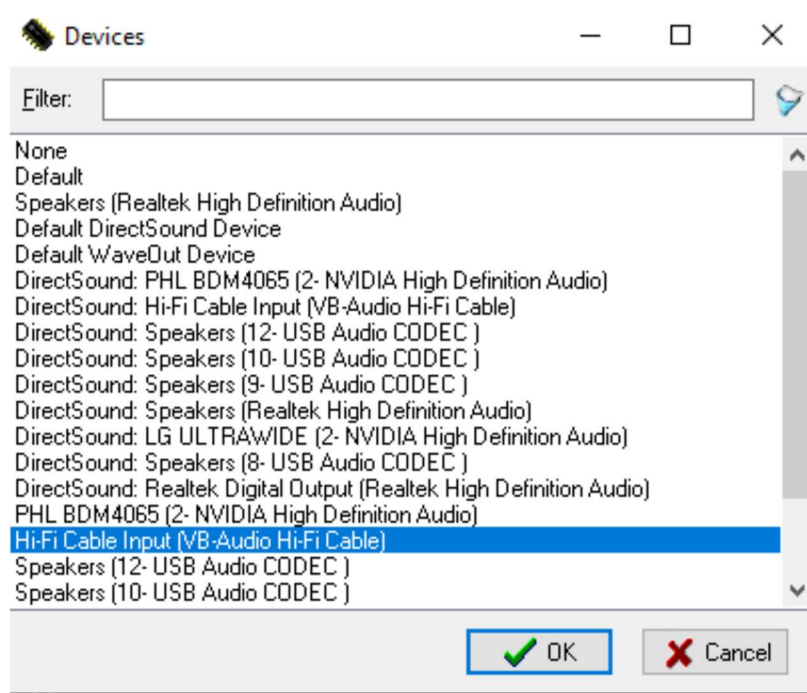 Devices
Filter:
None
Default
Speakers (Realtek High Definition Audio)
Default DirectSound Device
Default WaveOut Device
DirectSound: PHL BDM4065 (2- NVIDIA High Definition Audio)
DirectSound: Hi-Fi Cable Input (VB-Audio Hi-Fi Cable)
DirectSound: Speakers (12- USB Audio CODEC )
DirectSound: Speakers (10- USB Audio CODEC )
DirectSound: Speakers (9- USB Audio CODEC )
DirectSound: Speakers (Realtek High Definition Audio)
DirectSound: LG ULTRAWIDE (2- NVIDIA High Definition Audio)
DirectSound: Speakers (8- USB Audio CODEC )
DirectSound: Realtek Digital Output (Realtek High Definition Audio)
PHL BDM4065 (2- NVIDIA High Definition Audio)
Hi-Fi Cable Input (VB-Audio Hi-Fi Cable)
Speakers (12- USB Audio CODEC )
Speakers (10- USB Audio CODEC )
OK Cancel